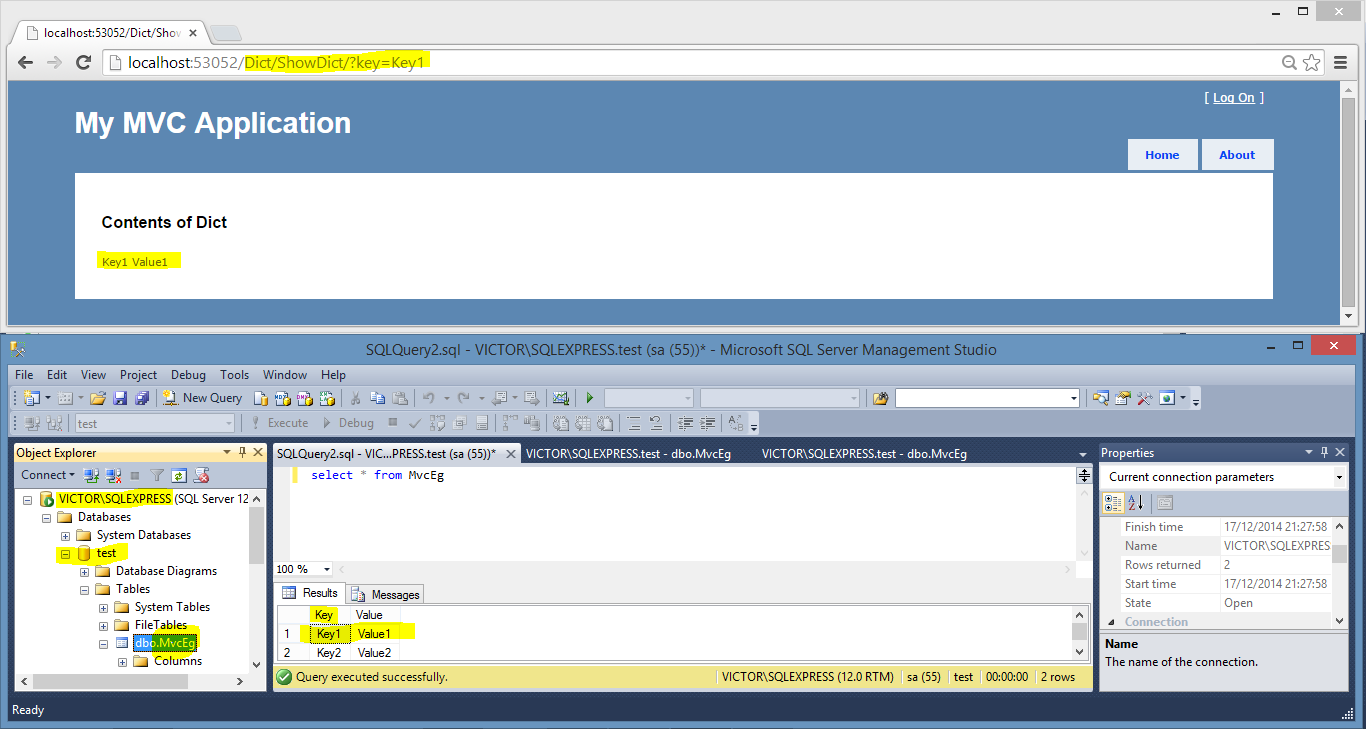 localhost:53052/Dict/Shov
localhost:53052/Dict/ShowDict/?key=Key1
[ Log On ]
My MVC Application
Home About
Contents of Dict
Key1 Value1
SQLQuery2.sql - VICTOR\SQLEXPRESS.test (sa (55))* - Microsoft SQL Server Management Studio
File Edit View Project Debug Tools Window Help
New Query
test Execute Debug
Object Explorer
Connect
VICTOR\SQLEXPRESS (SQL Server 12
Databases
System Databases
test
Database Diagrams
Tables
System Tables
FileTables
dbo.MvcEg
Columns
SQLQuery2.sql - VIC...PRESS.test (sa (55))* VICTOR\SQLEXPRESS.test - dbo.MvcEg VICTOR\SQLEXPRESS.test - dbo.MvcEg
select * from MvcEg
100 %
Results Messages
Key Value
1 Key1 Value1
2 Key2 Value2
Query executed successfully. VICTOR\SQLEXPRESS (12.0 RTM) sa (55) test 00:00:00 2 rows
Properties
Current connection parameters
Finish time 17/12/2014 21:27:58
Name VICTOR\SQLEXPRESS
Rows returned 2
Start time 17/12/2014 21:27:58
State Open
Connection
Name
The name of the connection.
Ready